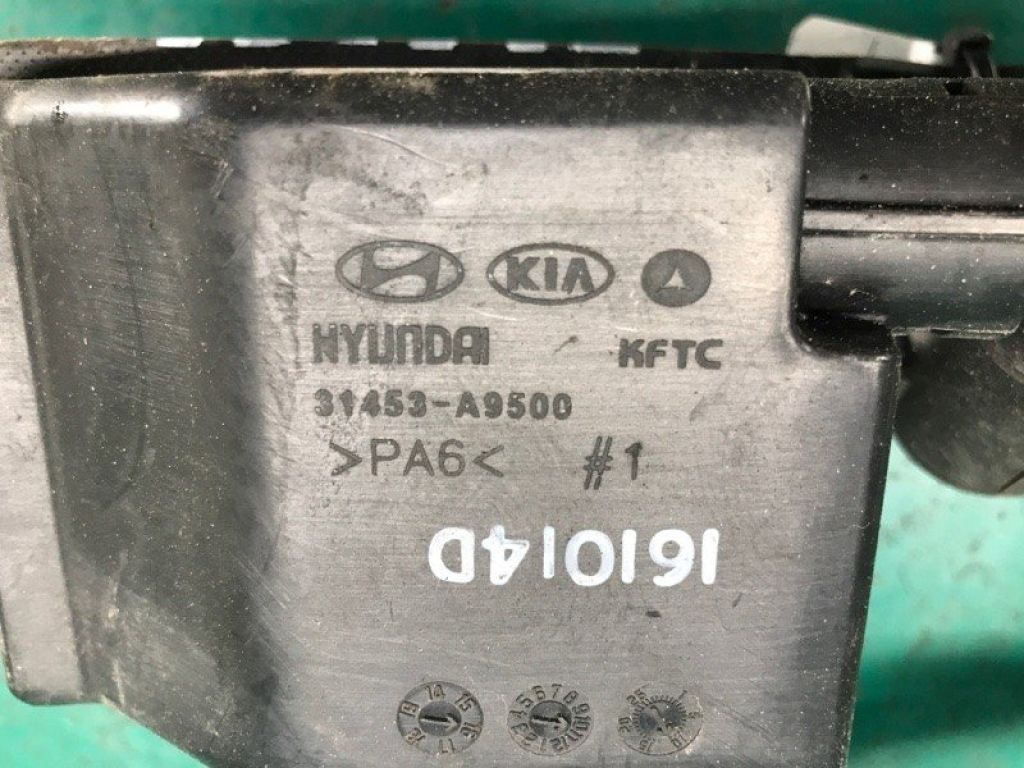 KIA
HYUNDAI KFTC
31453-A9500
>PA6< #1
161014D